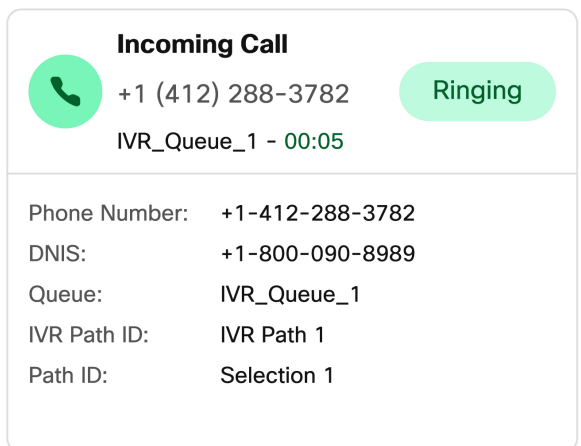 Incoming Call
+1 (412) 288-3782
Ringing
IVR_Queue_1 - 00:05
Phone Number: +1-412-288-3782
DNIS: +1-800-090-8989
Queue: IVR_Queue_1
IVR Path ID: IVR Path 1
Path ID: Selection 1